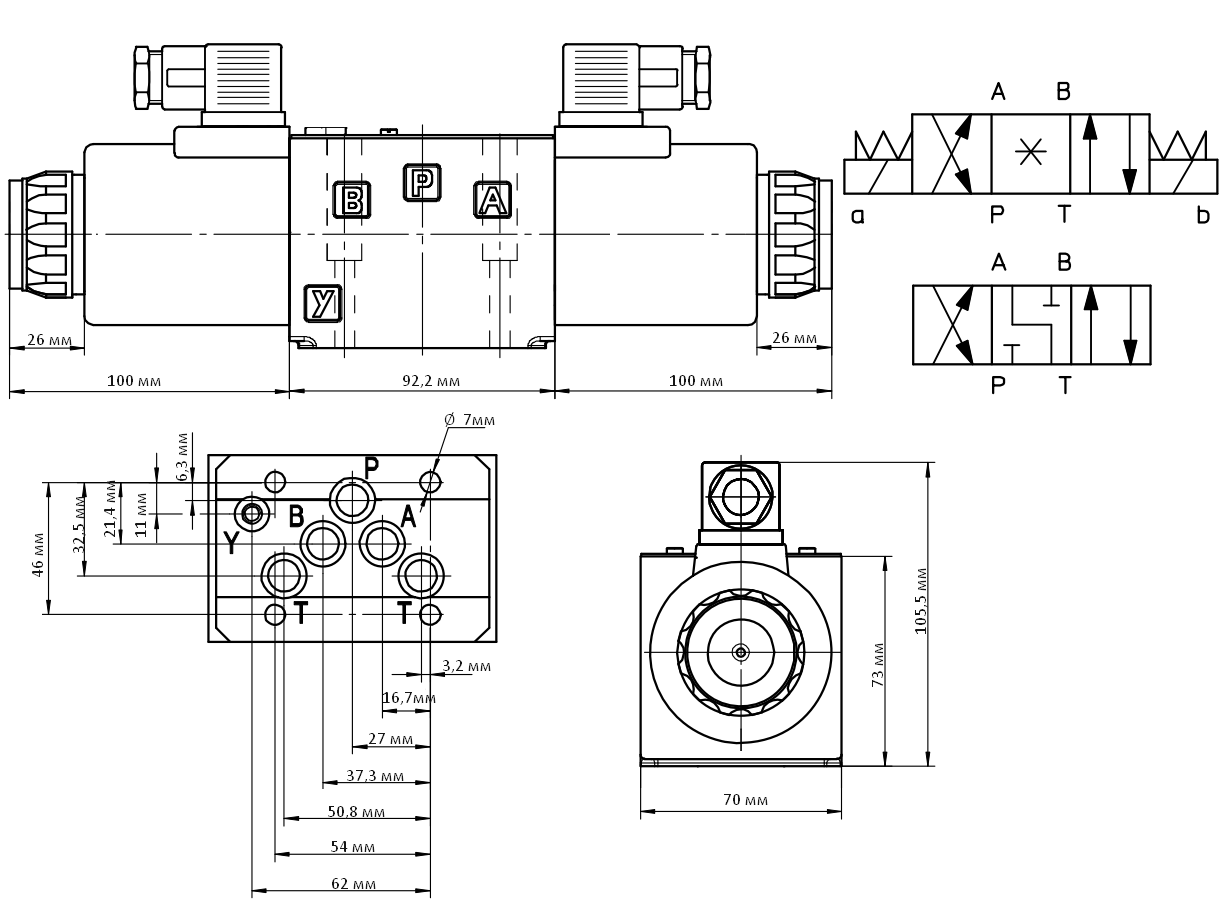 A B
B P A
a P T b
A B
Y
26 мм
26 мм
100 мм
92,2 мм
100 мм
P T
Ø 7мм
6,3 мм
P
11 мм
21,4 мм
32,5 мм
46 мм
B A
Y
T T
3,2 мм
16,7мм
27 мм
37,3 мм
50,8 мм
54 мм
62 мм
105,5 мм
73 мм
70 мм